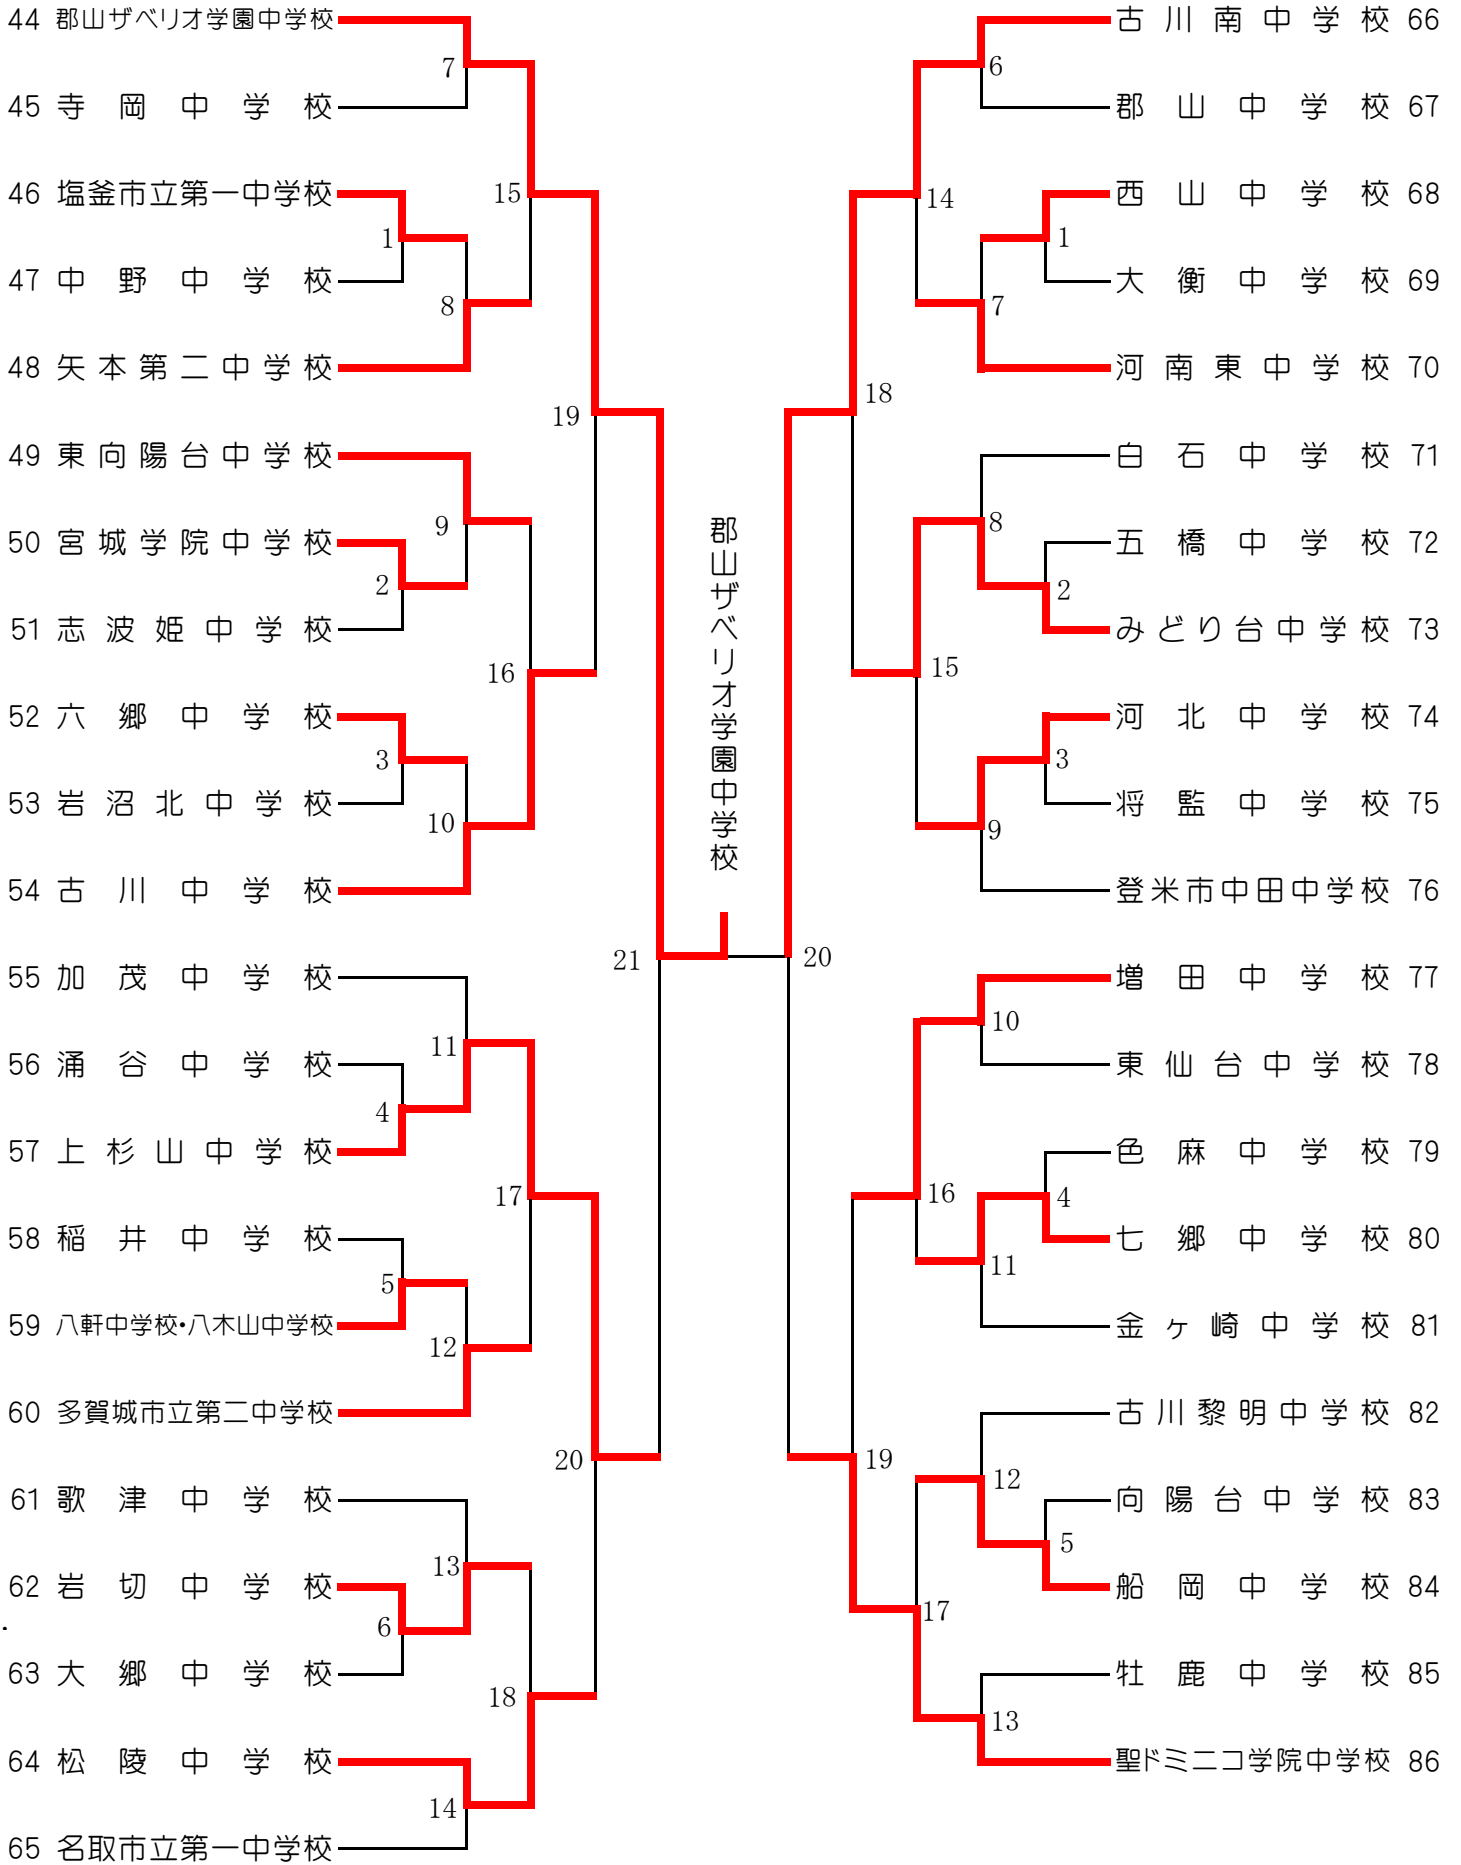 44 郡山ザベリオ学園中学校
45 寺岡中学校
46 塩釜市立第一中学校
47 中野中学校
48 矢本第二中学校
49 東向陽台中学校
50 宮城学院中学校
51 志波姫中学校
52 六郷中学校
53 岩沼北中学校
54 古川中学校
55 加茂中学校
56 涌谷中学校
57 上杉山中学校
58 稲井中学校
59 八軒中学校・八木山中学校
60 多賀城市立第二中学校
61 歌津中学校
62 岩切中学校
63 大郷中学校
64 松陵中学校
65 名取市立第一中学校
7
1
8
9
2
3
10
11
4
5
12
13
6
14
15
16
17
18
19
20
21
郡山ザベリオ学園中学校
20
18
19
14
15
16
17
6
1
7
8
2
3
9
10
4
11
12
5
13
古川南中学校 66
郡山中学校 67
西山中学校 68
大衡中学校 69
河南東中学校 70
白石中学校 71
五橋中学校 72
みどり台中学校 73
河北中学校 74
将監中学校 75
登米市中田中学校 76
増田中学校 77
東仙台中学校 78
色麻中学校 79
七郷中学校 80
金ヶ崎中学校 81
古川黎明中学校 82
向陽台中学校 83
船岡中学校 84
牡鹿中学校 85
聖ドミニコ学院中学校 86